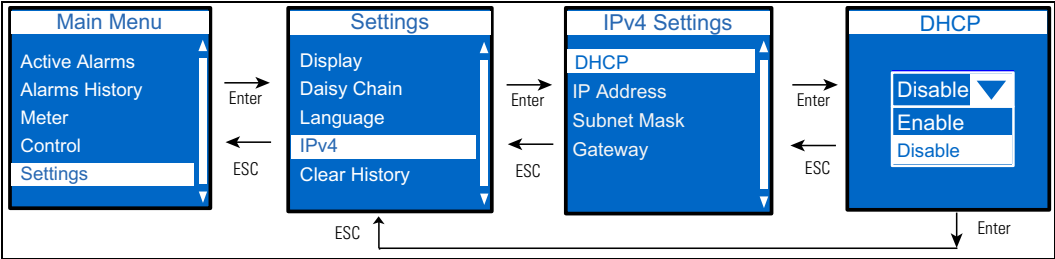 Main Menu
Active Alarms
Alarms History
Meter
Control
Settings
Enter
ESC
Settings
Display
Daisy Chain
Language
IPv4
Clear History
Enter
ESC
IPv4 Settings
DHCP
IP Address
Subnet Mask
Gateway
Enter
ESC
DHCP
Disable
Enable
Disable
Enter
ESC